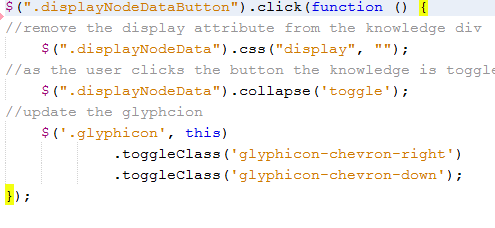 $(".displayNodeDataButton").click(function () {
//remove the display attribute from the knowledge div
$(".displayNodeData").css("display", "");
//as the user clicks the button the knowledge is toggle
$(".displayNodeData").collapse('toggle');
//update the glyphcion
$('.glyphicon', this)
.toggleClass('glyphicon-chevron-right')
.toggleClass('glyphicon-chevron-down');
});